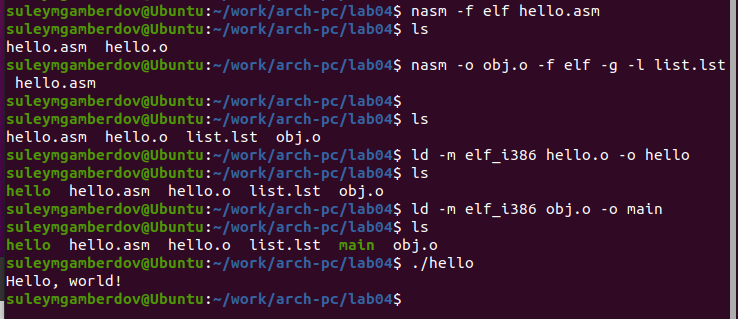 suleymgamberdov@Ubuntu:~/work/arch-pc/lab04$ nasm -f elf hello.asm
suleymgamberdov@Ubuntu:~/work/arch-pc/lab04$ ls
hello.asm  hello.o
suleymgamberdov@Ubuntu:~/work/arch-pc/lab04$ nasm -o obj.o -f elf -g -l list.lst
 hello.asm
suleymgamberdov@Ubuntu:~/work/arch-pc/lab04$
suleymgamberdov@Ubuntu:~/work/arch-pc/lab04$ ls
hello.asm  hello.o  list.lst  obj.o
suleymgamberdov@Ubuntu:~/work/arch-pc/lab04$ ld -m elf_i386 hello.o -o hello
suleymgamberdov@Ubuntu:~/work/arch-pc/lab04$ ls
hello  hello.asm  hello.o  list.lst  obj.o
suleymgamberdov@Ubuntu:~/work/arch-pc/lab04$ ld -m elf_i386 obj.o -o main
suleymgamberdov@Ubuntu:~/work/arch-pc/lab04$ ls
hello  hello.asm  hello.o  list.lst  main  obj.o
suleymgamberdov@Ubuntu:~/work/arch-pc/lab04$ ./hello
Hello, world!
suleymgamberdov@Ubuntu:~/work/arch-pc/lab04$